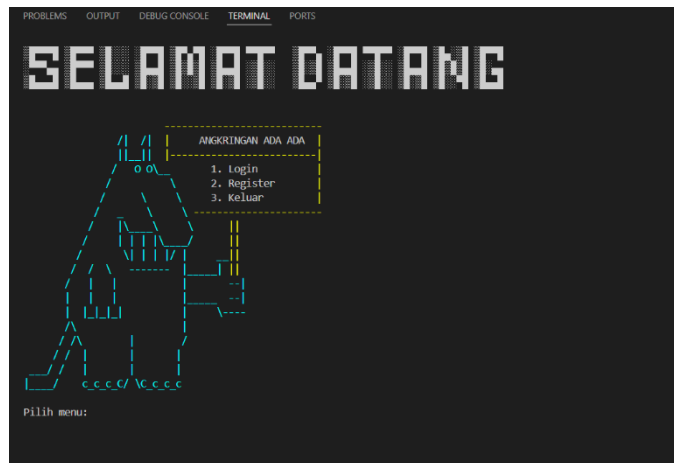 PROBLEMS OUTPUT DEBUG CONSOLE TERMINAL PORTS
SELAMAT DATANG
ANGKRINGAN ADA ADA
1. Login
2. Register
3. Keluar
Pilih menu: